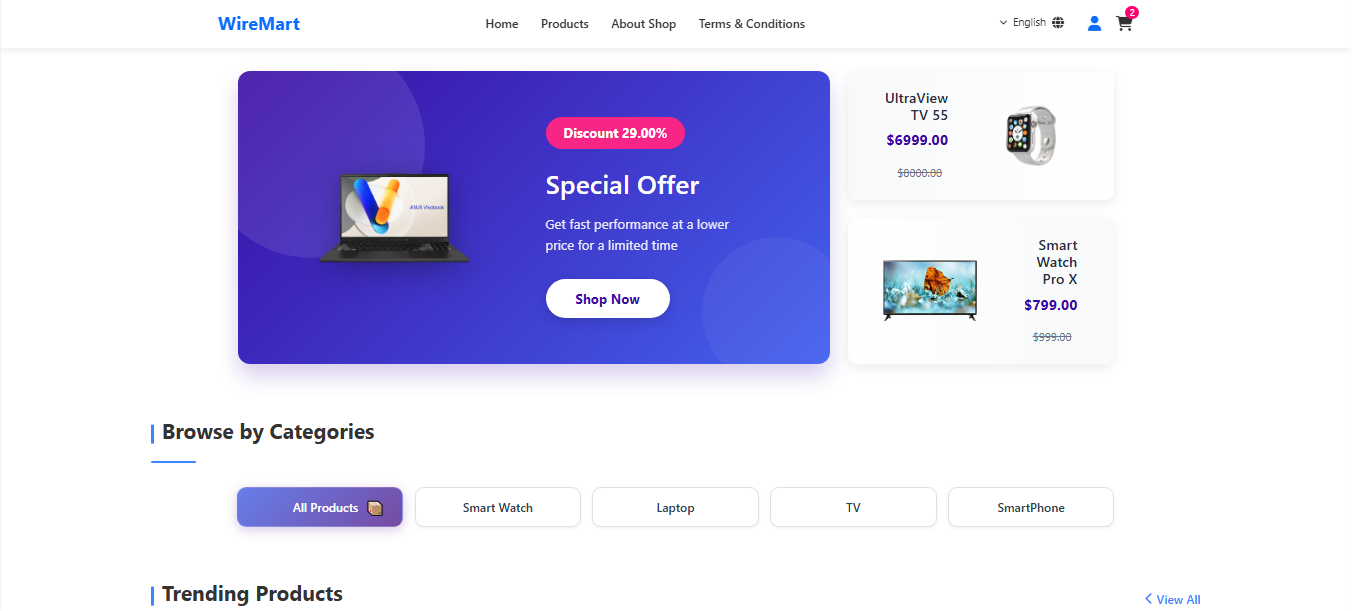 WireMart
Home
Products
About Shop
Terms & Conditions
English
2
Discount 29.00%
Special Offer
Get fast performance at a lower
price for a limited time
Shop Now
ASUS Vivobook
UltraView
TV 55
$6999.00
$8000.00
Smart
Watch
Pro X
$799.00
$999.00
Browse by Categories
All Products
Smart Watch
Laptop
TV
SmartPhone
Trending Products
View All